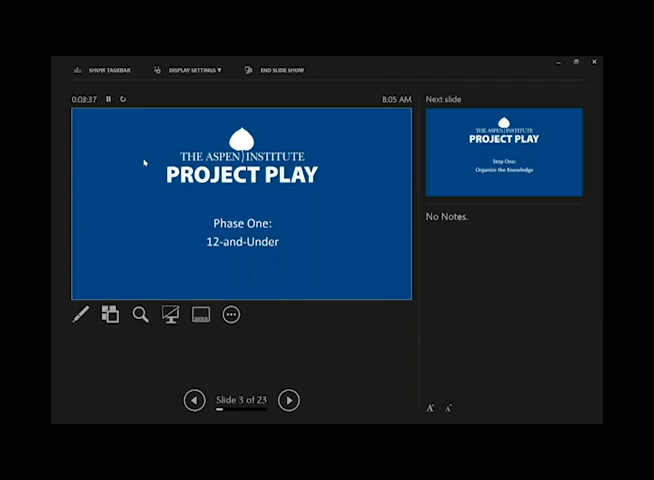 SHOW TASKBAR
DISPLAY SETTINGS ▼
END SLIDE SHOW
0:03:37
8:05 AM
THE ASPEN INSTITUTE
PROJECT PLAY
Phase One:
12-and-Under
Slide 3 of 23
Next slide
THE ASPEN INSTITUTE
PROJECT PLAY
Step One:
Organize the Knowledge
No Notes.
A A